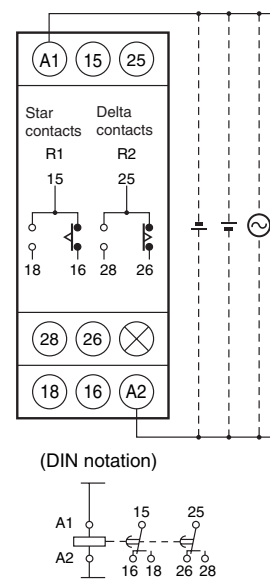 A1 15 25
Star contacts Delta contacts
R1 R2
15 25
18 16 28 26
28 26
18 16 A2
(DIN notation)
15 25
A1
A2
16 18 26 28